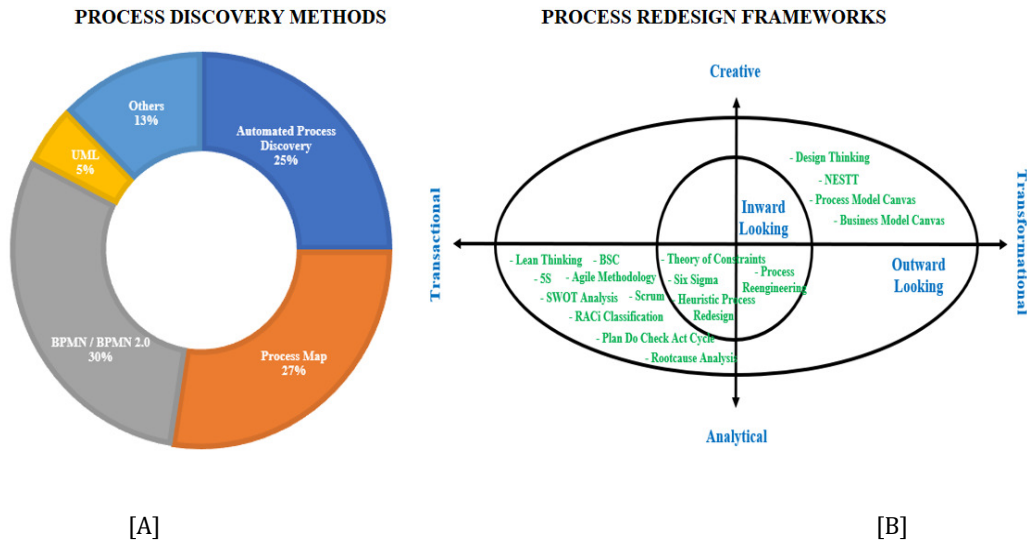 PROCESS DISCOVERY METHODS
Others
13%
UML
5%
Automated Process
Discovery
25%
BPMN / BPMN 2.0
30%
Process Map
27%
[A]
PROCESS REDESIGN FRAMEWORKS
Creative
Transactional
Transformational
- Design Thinking
- NESTT
- Process Model Canvas
- Business Model Canvas
Inward
Looking
Outward
Looking
- Lean Thinking - BSC
- 5S - Agile Methodology
- SWOT Analysis - Scrum
- RACi Classification
- Plan Do Check Act Cycle
- Rootcause Analysis
- Theory of Constraints
- Six Sigma
- Heuristic Process
Redesign
- Process
Reengineering
Analytical
[B]